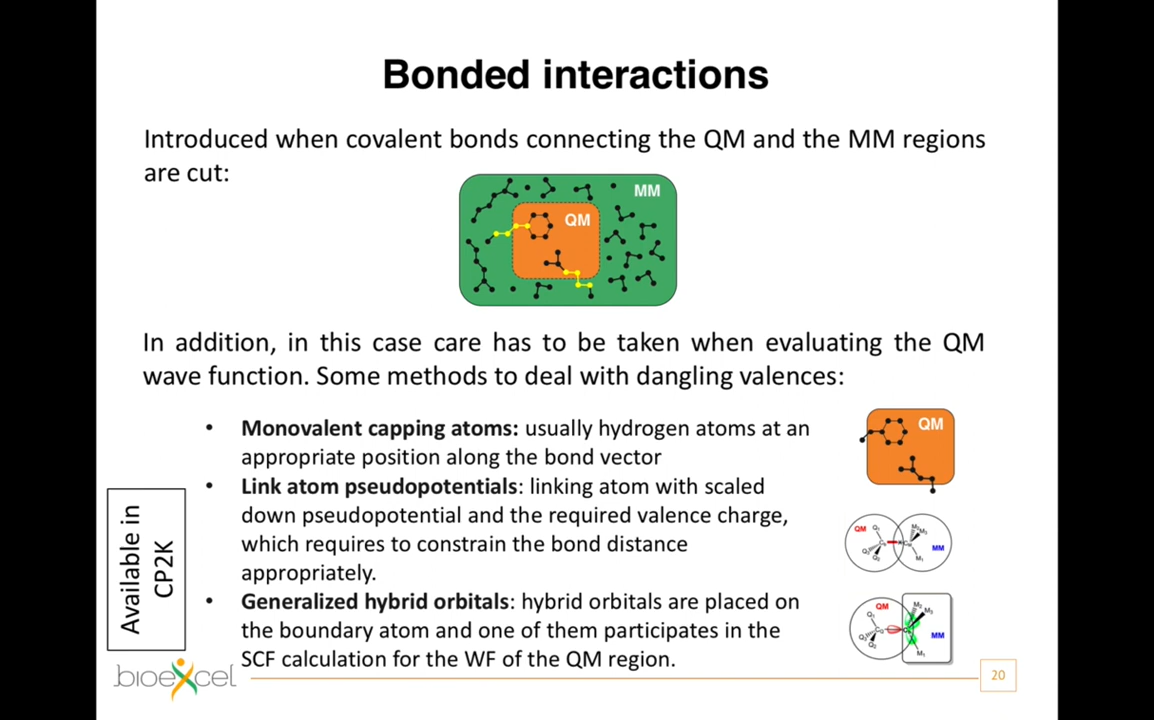 Bonded interactions
Introduced when covalent bonds connecting the QM and the MM regions
are cut:
MM
QM
In addition, in this case care has to be taken when evaluating the QM
wave function. Some methods to deal with dangling valences:
• Monovalent capping atoms: usually hydrogen atoms at an
appropriate position along the bond vector
• Link atom pseudopotentials: linking atom with scaled
down pseudopotential and the required valence charge,
which requires to constrain the bond distance
appropriately.
• Generalized hybrid orbitals: hybrid orbitals are placed on
the boundary atom and one of them participates in the
SCF calculation for the WF of the QM region.
Available in
CP2K
QM
QM
MM
QM
MM
bioexcel
20